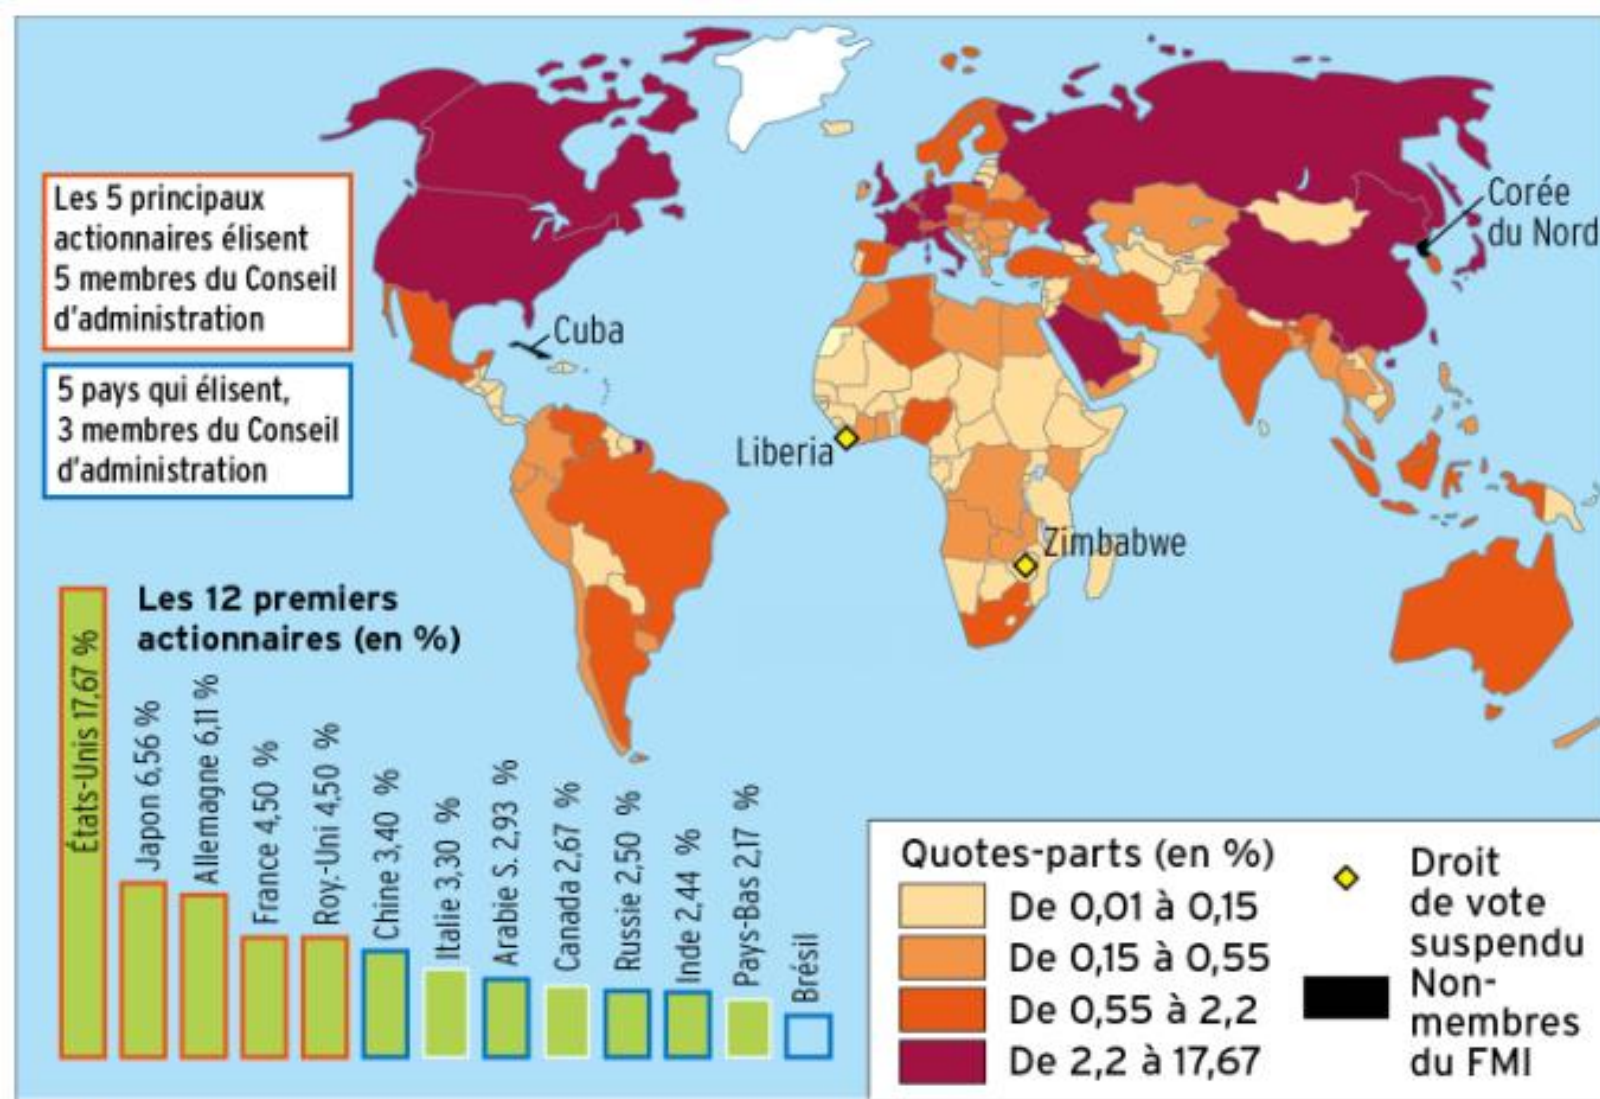 Les 5 principaux
actionnaires élisent
5 membres du Conseil
d'administration
5 pays qui élisent,
3 membres du Conseil
d'administration
Cuba
Liberia
Zimbabwe
Corée
du Nord
Les 12 premiers
actionnaires (en %)
États-Unis 17,67 %
Japon 6,56 %
Allemagne 6,11 %
France 4,50 %
Roy.-Uni 4,50 %
Chine 3,40 %
Italie 3,30 %
Arabie S. 2,93 %
Canada 2,67 %
Russie 2,50 %
Inde 2,44 %
Pays-Bas 2,17 %
Brésil
Quotes-parts (en %)
De 0,01 à 0,15
De 0,15 à 0,55
De 0,55 à 2,2
De 2,2 à 17,67
Droit
de vote
suspendu
Non-
membres
du FMI